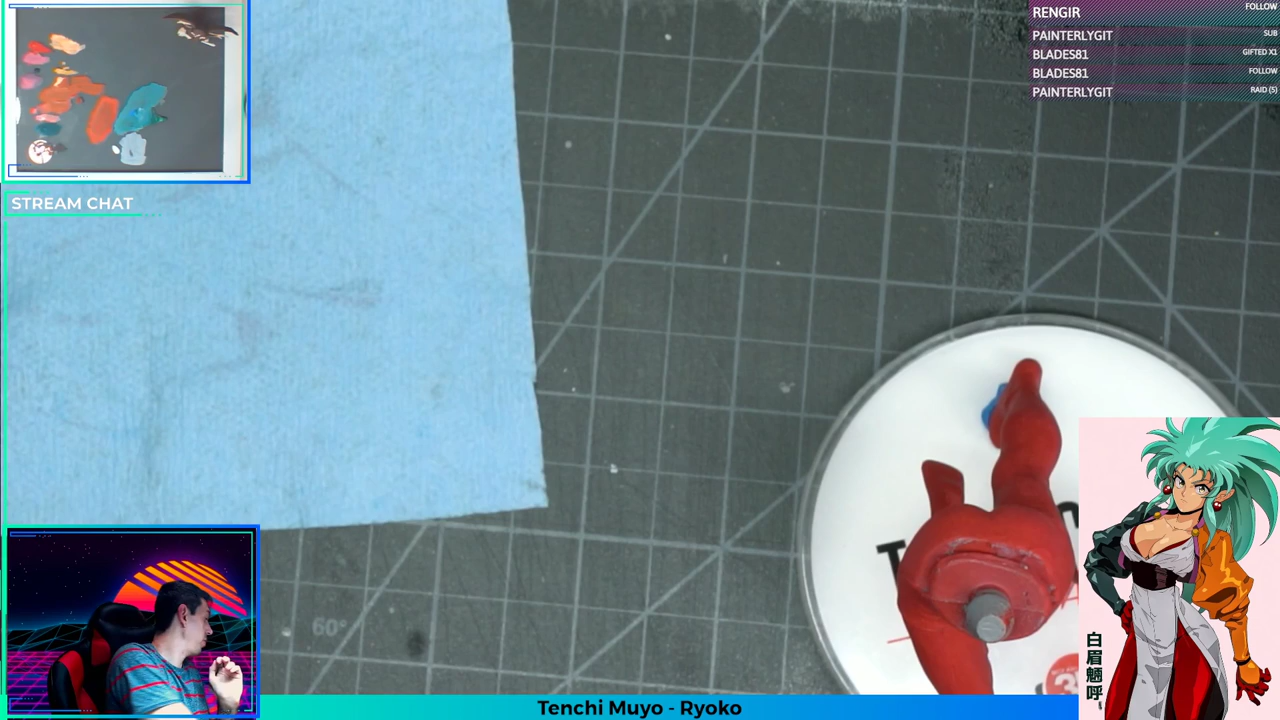 RENGIR FOLLOW
PAINTERLYGIT SUB
BLADES81 GIFTED X1
BLADES81 FOLLOW
PAINTERLYGIT RAID (5)
STREAM CHAT
60°
白眉魎呼。
Tenchi Muyo - Ryoko